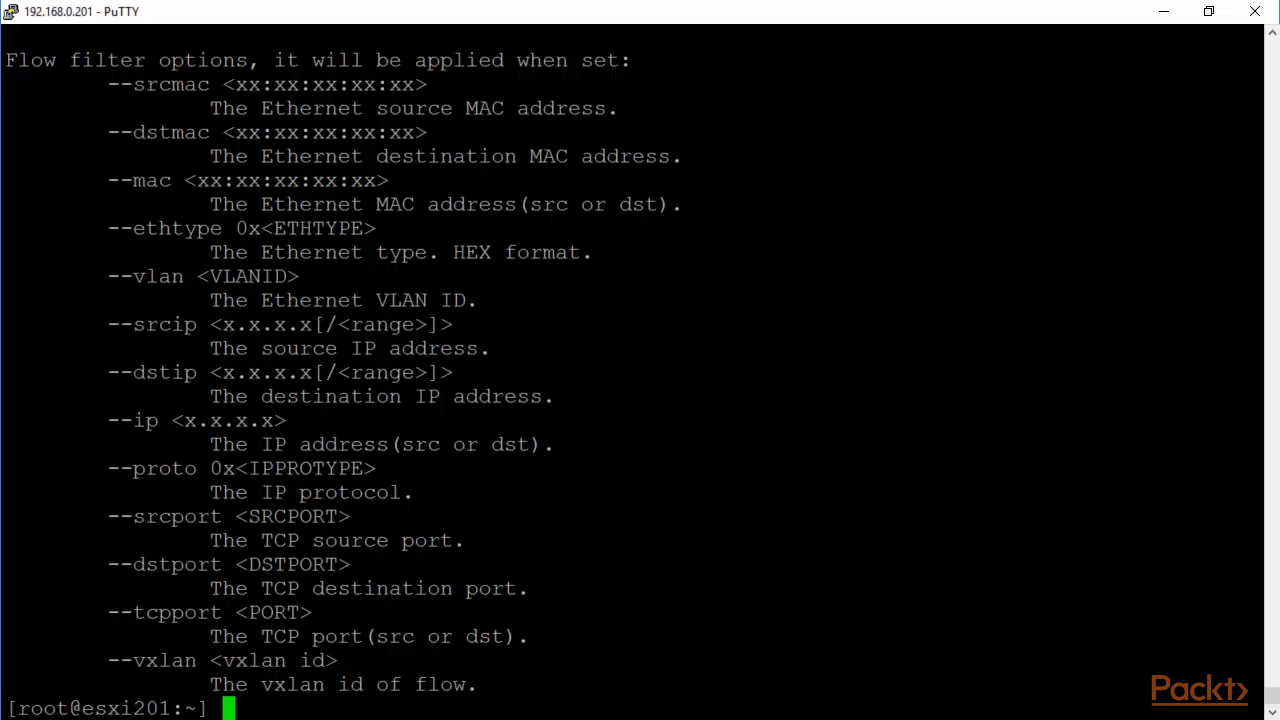 192.168.0.201 - PuTTY
Flow filter options, it will be applied when set:
--srcmac <xx:xx:xx:xx:xx>
The Ethernet source MAC address.
--dstmac <xx:xx:xx:xx:xx>
The Ethernet destination MAC address.
--mac <xx:xx:xx:xx:xx>
The Ethernet MAC address(src or dst).
--ethtype 0x<ETHTYPE>
The Ethernet type. HEX format.
--vlan <VLANID>
The Ethernet VLAN ID.
--srcip <x.x.x.x[/<range>]>
The source IP address.
--dstip <x.x.x.x[/<range>]>
The destination IP address.
--ip <x.x.x.x>
The IP address(src or dst).
--proto 0x<IPPROTYPE>
The IP protocol.
--srcport <SRCPORT>
The TCP source port.
--dstport <DSTPORT>
The TCP destination port.
--tcpport <PORT>
The TCP port(src or dst).
--vxlan <vxlan id>
The vxlan id of flow.
[root@esxi201:~]
Packt>